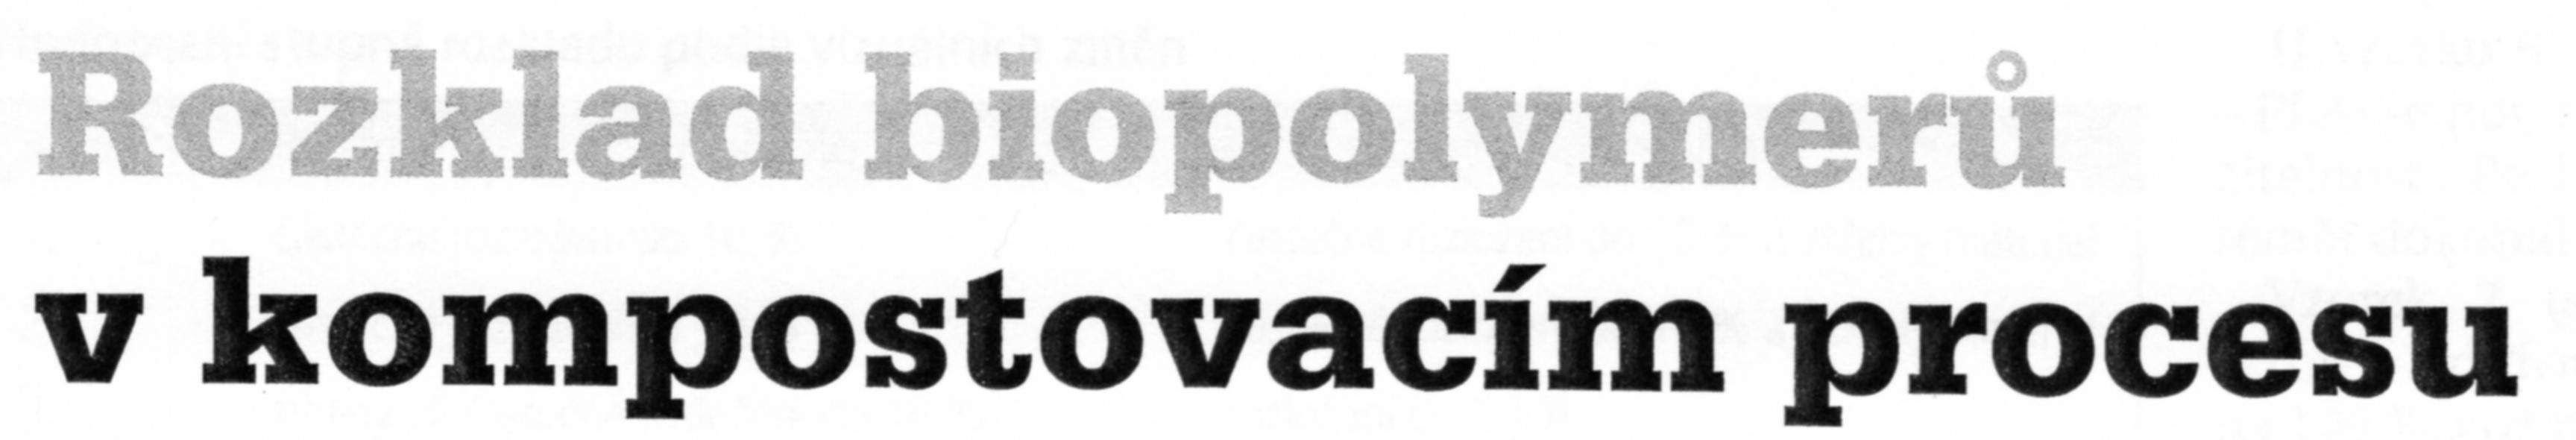 Rozklad biopolymerů
v kompostovacím procesu